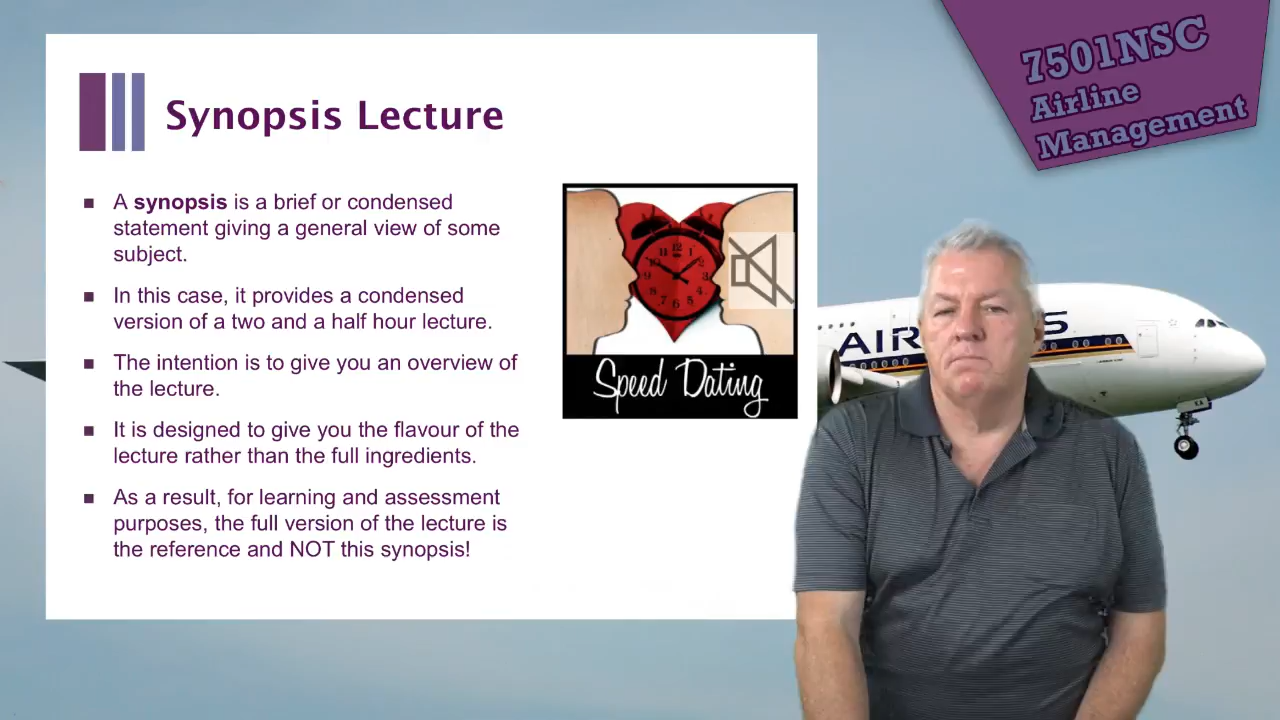 Synopsis Lecture
■ A synopsis is a brief or condensed
statement giving a general view of some
subject.
■ In this case, it provides a condensed
version of a two and a half hour lecture.
■ The intention is to give you an overview of
the lecture.
■ It is designed to give you the flavour of the
lecture rather than the full ingredients.
■ As a result, for learning and assessment
purposes, the full version of the lecture is
the reference and NOT this synopsis!
Speed Dating
7501NSC
Airline
Management